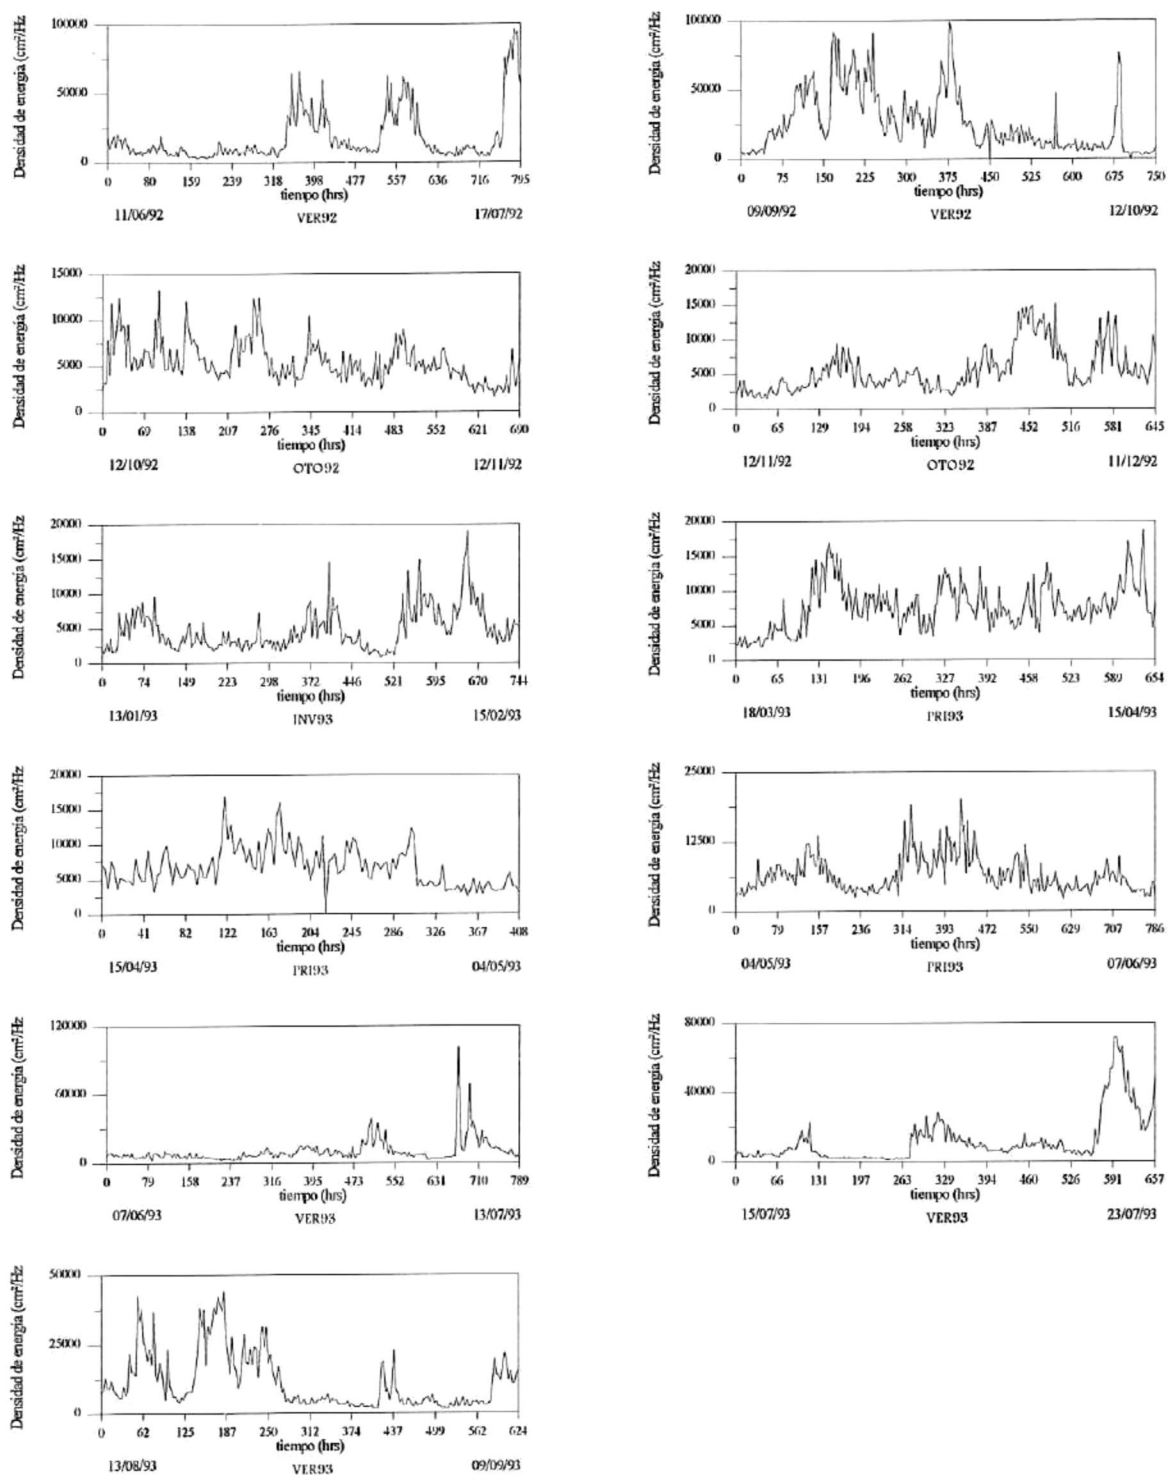 Densidad de energia (cm²/Hz
100000
50000
0
0 80 159 239 318 398 477 557 636 716 795
tiempo (hrs)
11/06/92 VER92 17/07/92
Densidad de energia (cm²/Hz
100000
50000
0
0 75 150 225 300 375 450 525 600 675 750
tiempo (hrs)
09/09/92 VER92 12/10/92
Densidad de energia (cm²/Hz
15000
10000
5000
0
0 69 138 207 276 345 414 483 552 621 690
tiempo (hrs)
12/10/92 OTO92 12/11/92
Densidad de energia (cm²/Hz
20000
15000
10000
5000
0
0 65 129 194 258 323 387 452 516 581 645
tiempo (hrs)
12/11/92 OTO92 11/12/92
Densidad de energia (cm²/Hz
20000
15000
10000
5000
0
0 74 149 223 298 372 446 521 595 670 744
tiempo (hrs)
13/01/93 INV93 15/02/93
Densidad de energia (cm²/Hz
20000
15000
10000
5000
0
0 65 131 196 262 327 392 458 523 589 654
tiempo (hrs)
18/03/93 PRI93 15/04/93
Densidad de energia (cm²/Hz
20000
15000
10000
5000
0
0 41 82 122 163 204 245 286 326 367 408
tiempo (hrs)
15/04/93 PRI93 04/05/93
Densidad de energia (cm²/Hz
25000
12500
0
0 79 157 236 314 393 472 550 629 707 786
tiempo (hrs)
04/05/93 PRI93 07/06/93
Densidad de energia (cm²/Hz
120000
60000
0
0 79 158 237 316 395 473 552 631 710 789
tiempo (hrs)
07/06/93 VER93 13/07/93
Densidad de energia (cm²/Hz
80000
40000
0
0 66 131 197 263 329 394 460 526 591 657
tiempo (hrs)
15/07/93 VER93 23/07/93
Densidad de energia (cm²/Hz
50000
25000
0
0 62 125 187 250 312 374 437 499 562 624
tiempo (hrs)
13/08/93 VER93 09/09/93